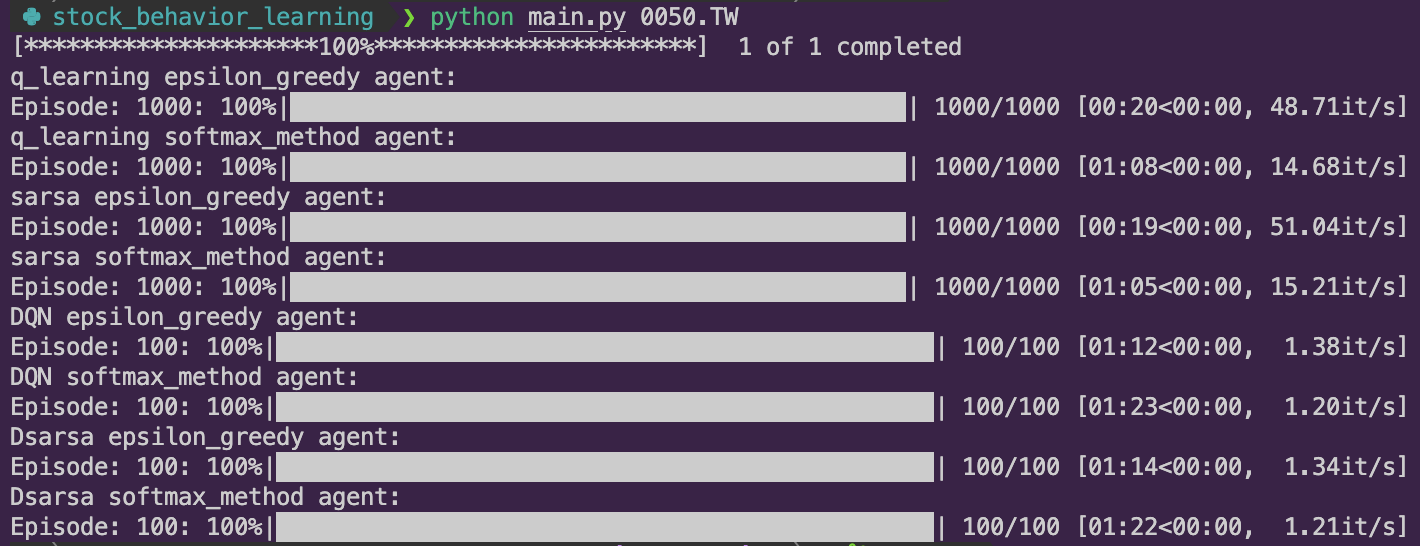 stock_behavior_learning ❯ python main.py 0050.TW
[*********************100%***********************]  1 of 1 completed
q_learning epsilon_greedy agent:
Episode: 1000: 100%|██████████| 1000/1000 [00:20<00:00, 48.71it/s]
q_learning softmax_method agent:
Episode: 1000: 100%|██████████| 1000/1000 [01:08<00:00, 14.68it/s]
sarsa epsilon_greedy agent:
Episode: 1000: 100%|██████████| 1000/1000 [00:19<00:00, 51.04it/s]
sarsa softmax_method agent:
Episode: 1000: 100%|██████████| 1000/1000 [01:05<00:00, 15.21it/s]
DQN epsilon_greedy agent:
Episode: 100: 100%|██████████| 100/100 [01:12<00:00,  1.38it/s]
DQN softmax_method agent:
Episode: 100: 100%|██████████| 100/100 [01:23<00:00,  1.20it/s]
Dsarsa epsilon_greedy agent:
Episode: 100: 100%|██████████| 100/100 [01:14<00:00,  1.34it/s]
Dsarsa softmax_method agent:
Episode: 100: 100%|██████████| 100/100 [01:22<00:00,  1.21it/s]